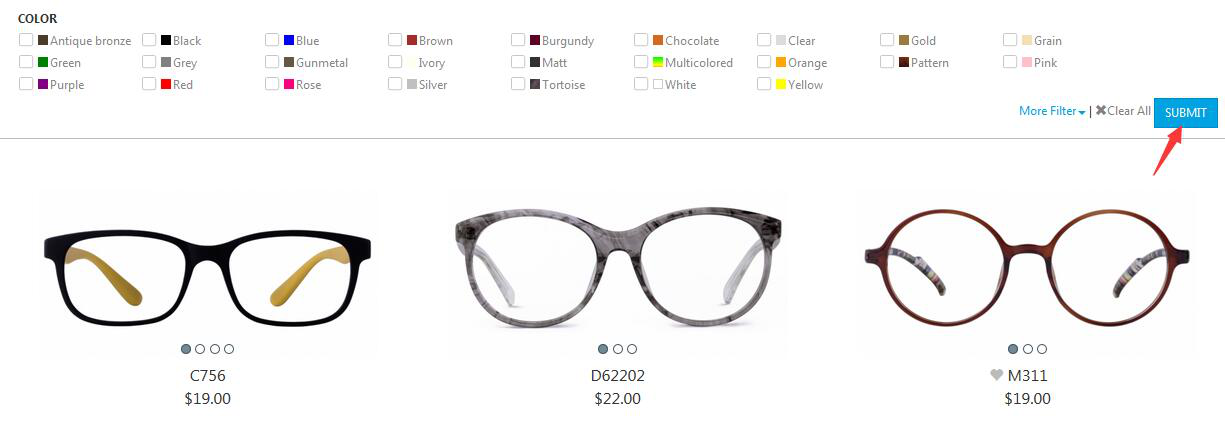 COLOR
Antique bronze Black Blue Brown Burgundy Chocolate Clear Gold Grain
Green Grey Gunmetal Ivory Matt Multicolored Orange Pattern Pink
Purple Red Rose Silver Tortoise White Yellow
More Filter | Clear All SUBMIT
C756 D62202 M311
$19.00 $22.00 $19.00